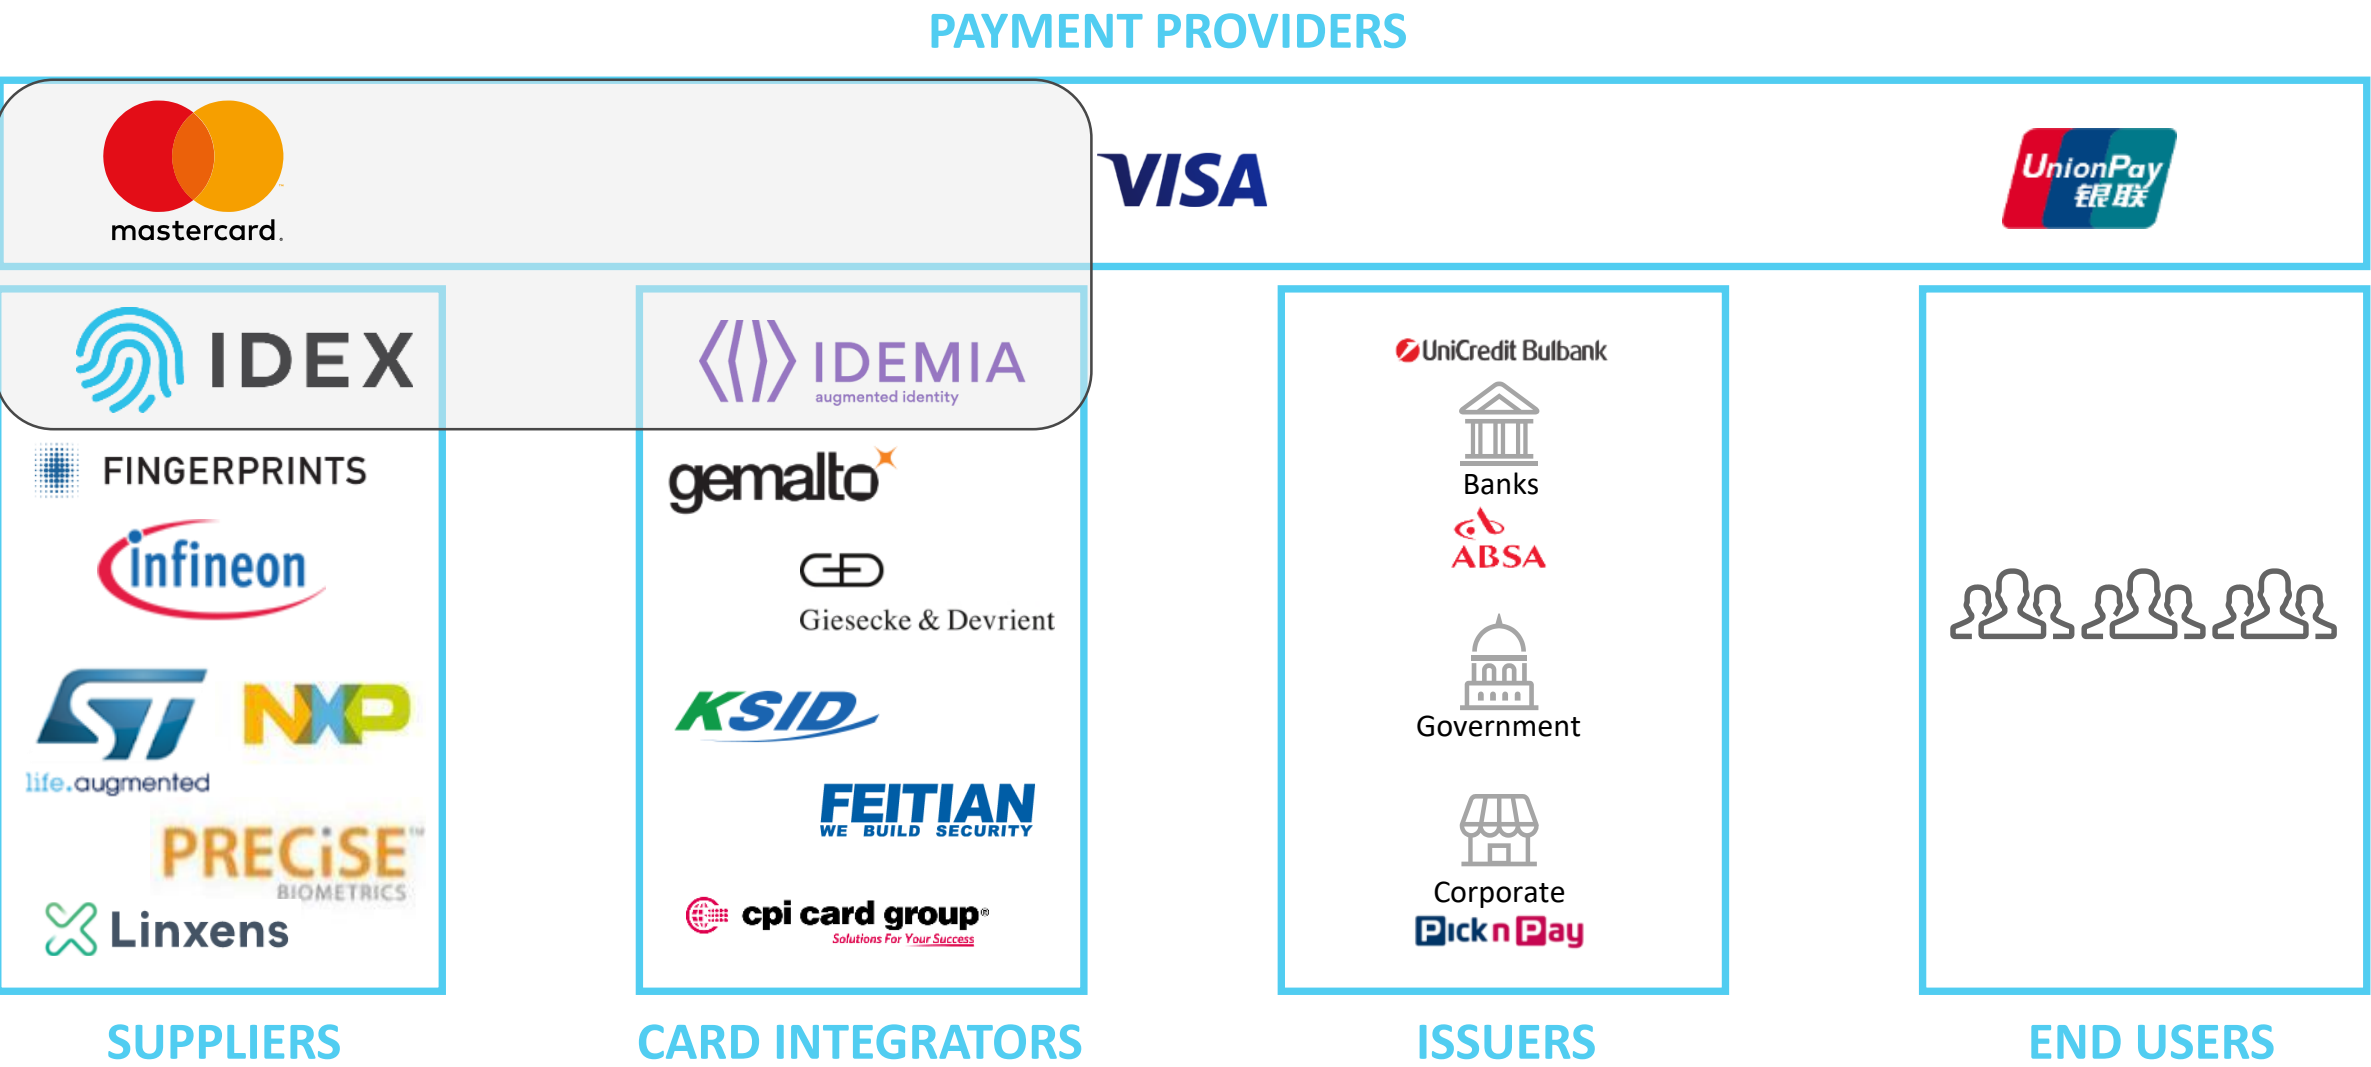 PAYMENT PROVIDERS
mastercard.
VISA
UnionPay
银联
IDEX
FINGERPRINTS
infineon
ST
life.augmented
NXP
PRECiSE™
BIOMETRICS
Linxens
SUPPLIERS
IDEMIA
augmented identity
gemalto
Giesecke & Devrient
KSID
FEITIAN
WE BUILD SECURITY
cpi card group®
Solutions For Your Success
CARD INTEGRATORS
UniCredit Bulbank
Banks
ABSA
Government
Corporate
Pick n Pay
ISSUERS
END USERS